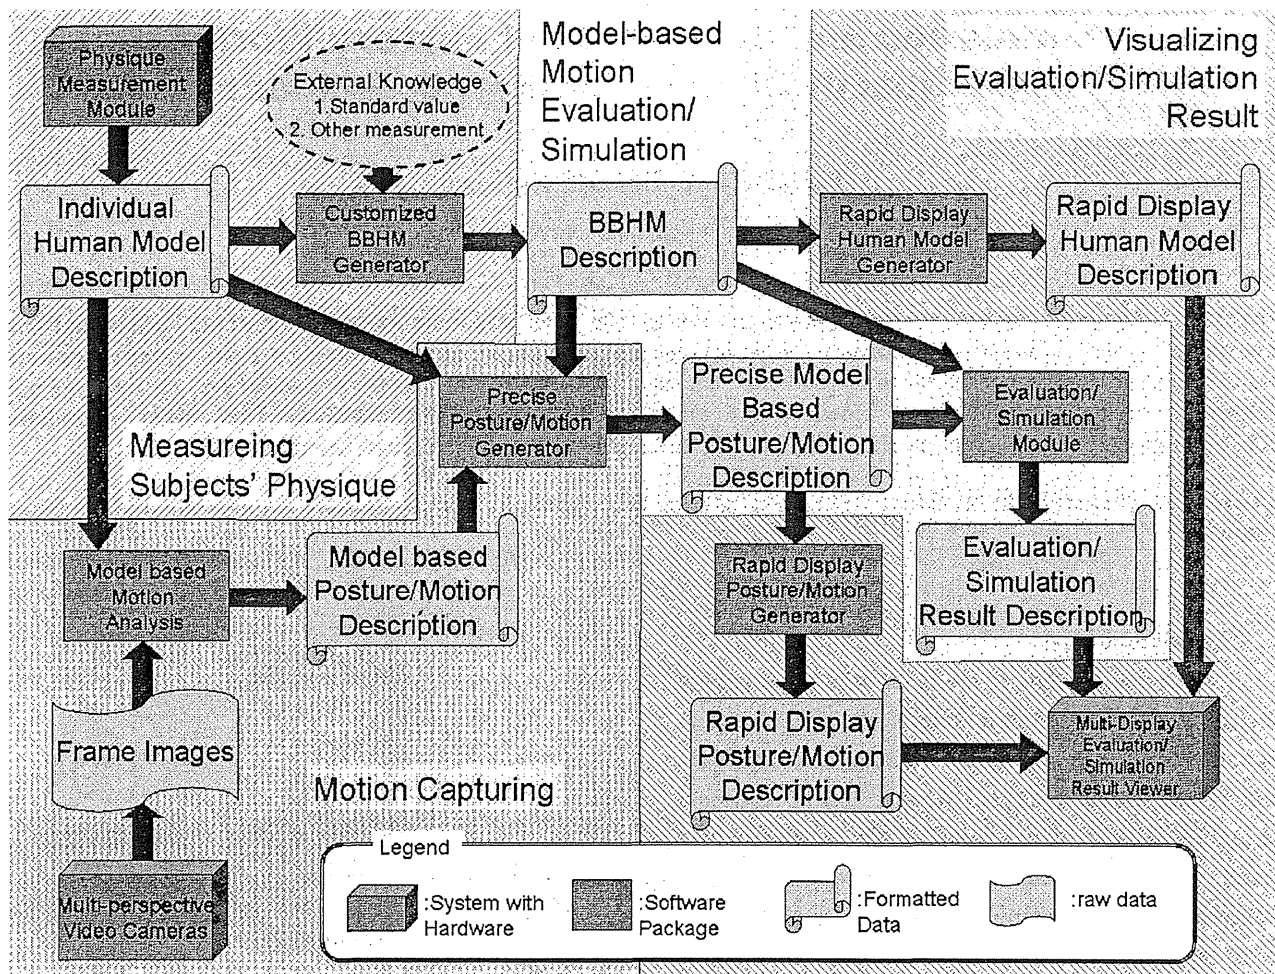 Physique
Measurement
Module
External Knowledge
1.Standard value
2. Other measurement
Model-based
Motion
Evaluation/
Simulation
Visualizing
Evaluation/Simulation
Result
Individual
Human Model
Description
Customized
BBHM
Generator
BBHM
Description
Rapid Display
Human Model
Generator
Rapid Display
Human Model
Description
Precise
Posture/Motion
Generator
Precise Model
Based
Posture/Motion
Description
Evaluation/
Simulation
Module
Measureing
Subjects' Physique
Model based
Motion
Analysis
Model based
Posture/Motion
Description
Rapid Display
Posture/Motion
Generator
Evaluation/
Simulation
Result Description
Frame Images
Rapid Display
Posture/Motion
Description
Multi-Display
Evaluation/
Simulation
Result Viewer
Motion Capturing
Multi-perspective
Video Cameras
Legend
:System with
Hardware
:Software
Package
:Formatted
Data
:raw data